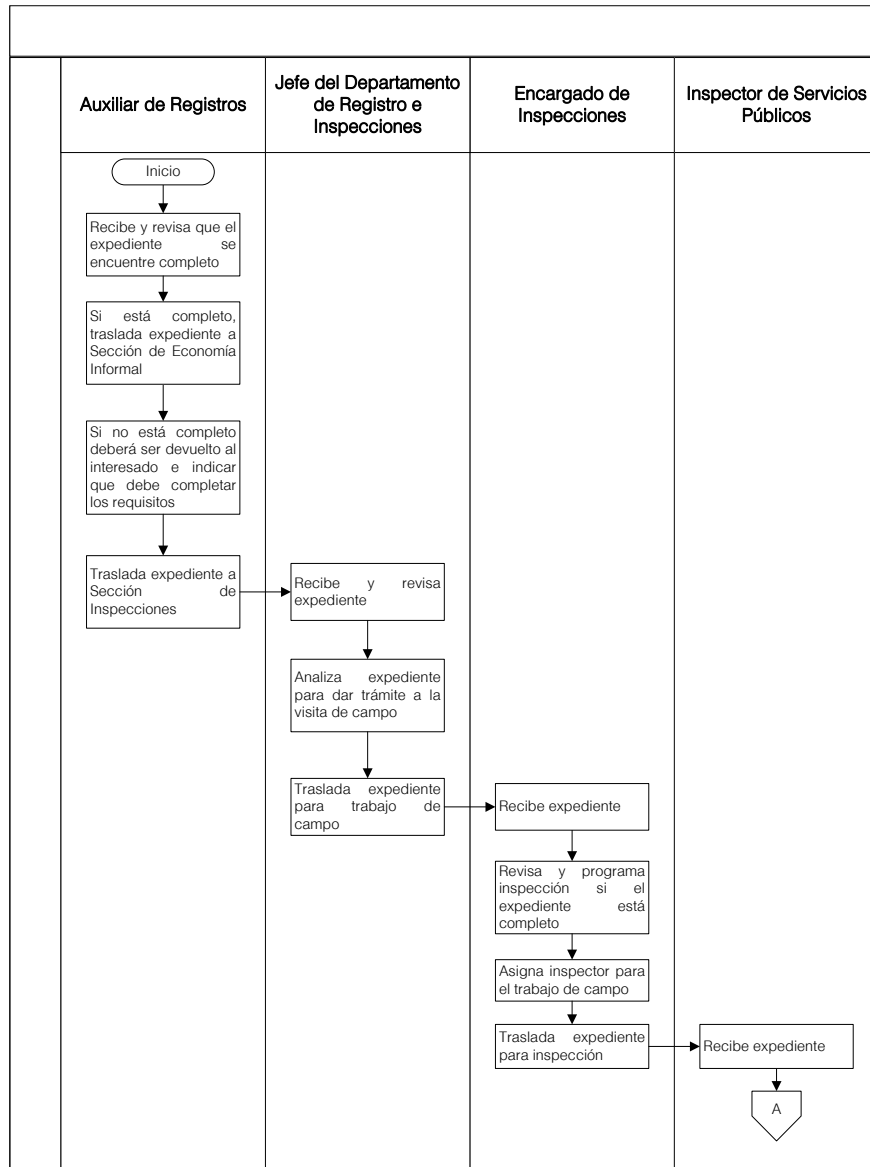 Auxiliar de Registros
Jefe del Departamento
de Registro e
Inspecciones
Encargado de
Inspecciones
Inspector de Servicios
Públicos
Inicio
Recibe y revisa que el
expediente se
encuentre completo
Si está completo,
traslada expediente a
Sección de Economía
Informal
Si no está completo
deberá ser devuelto al
interesado e indicar
que debe completar
los requisitos
Traslada expediente a
Sección de
Inspecciones
Recibe y revisa
expediente
Analiza expediente
para dar trámite a la
visita de campo
Traslada expediente
para trabajo de
campo
Recibe expediente
Revisa y programa
inspección si el
expediente está
completo
Asigna inspector para
el trabajo de campo
Traslada expediente
para inspección
Recibe expediente
A